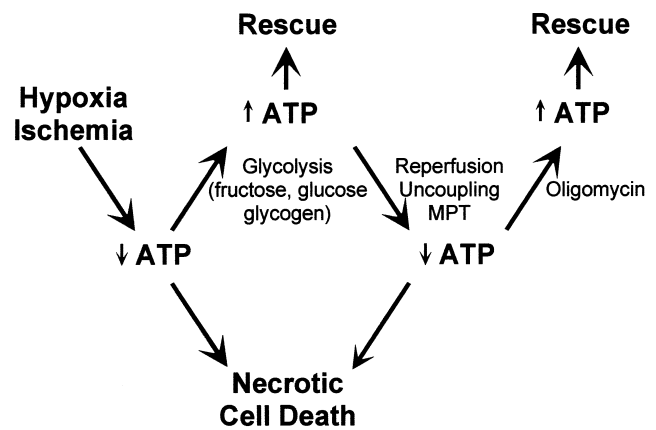 Rescue
Rescue
Hypoxia
Ischemia
↑ ATP
↑ ATP
Glycolysis
(fructose, glucose
glycogen)
Reperfusion
Uncoupling
MPT
Oligomycin
↓ ATP
↓ ATP
Necrotic
Cell Death